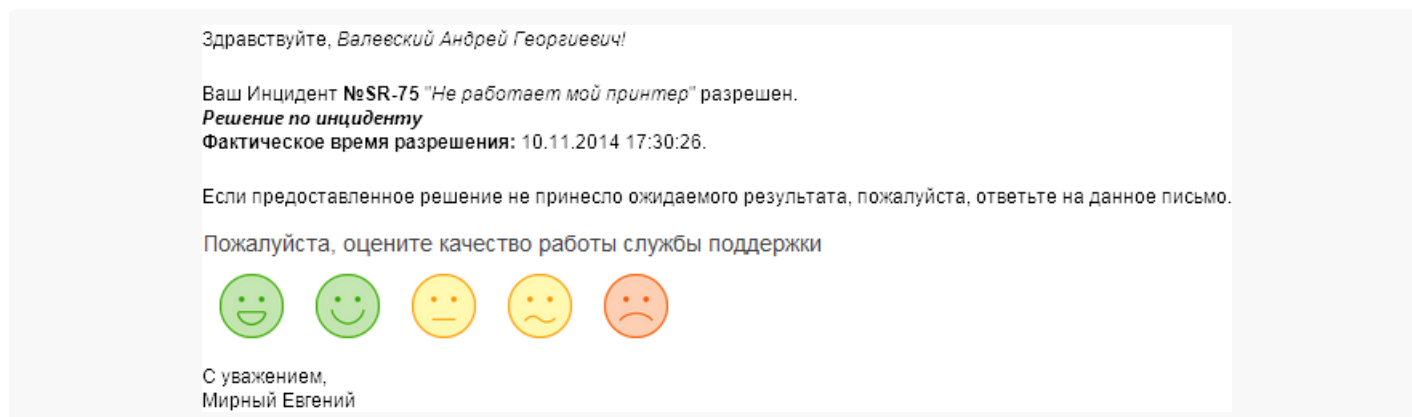 Здравствуйте, Валевский Андрей Георгиевич!
Ваш Инцидент №SR-75 "Не работает мой принтер" разрешен.
Решение по инциденту
Фактическое время разрешения: 10.11.2014 17:30:26.
Если предоставленное решение не принесло ожидаемого результата, пожалуйста, ответьте на данное письмо.
Пожалуйста, оцените качество работы службы поддержки
С уважением,
Мирный Евгений